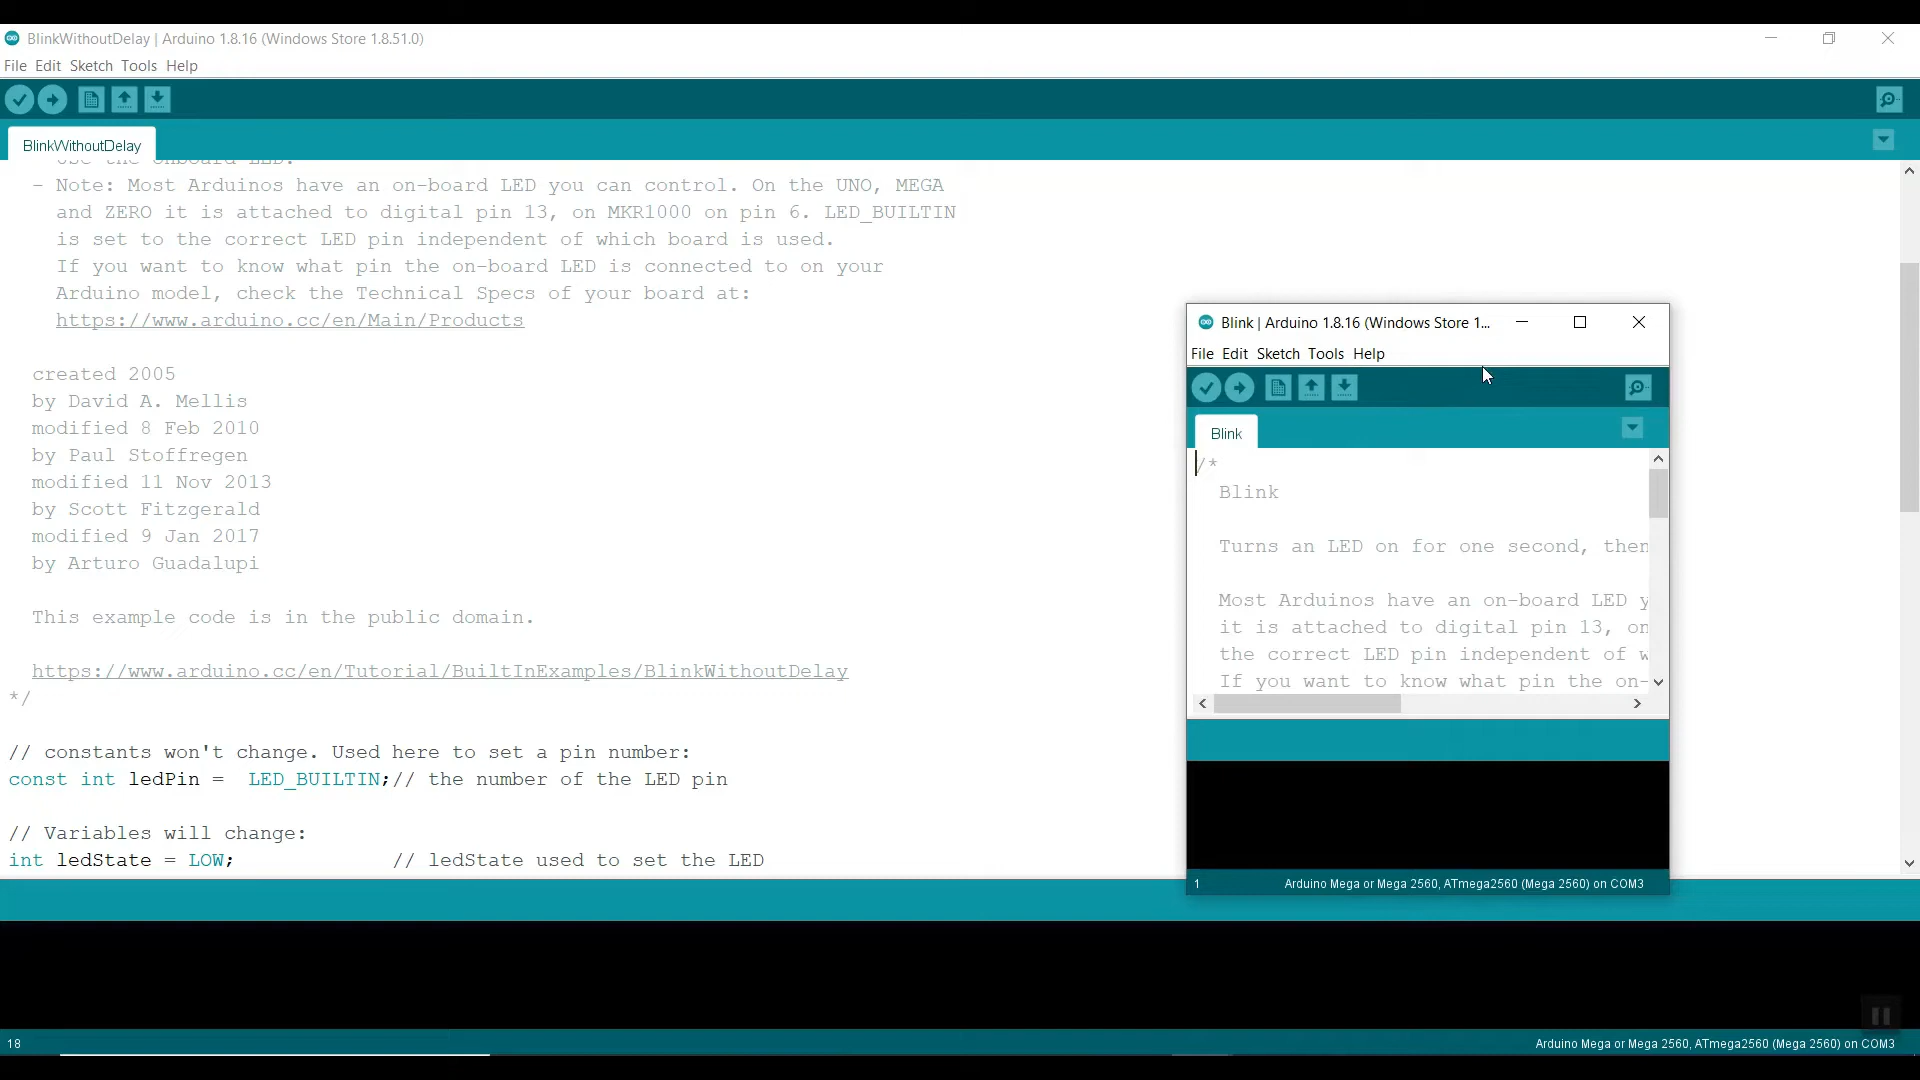 BlinkWithoutDelay | Arduino 1.8.16 (Windows Store 1.8.51.0)
File Edit Sketch Tools Help
BlinkWithoutDelay
use the onboard LED.
- Note: Most Arduinos have an on-board LED you can control. On the UNO, MEGA
and ZERO it is attached to digital pin 13, on MKR1000 on pin 6. LED_BUILTIN
is set to the correct LED pin independent of which board is used.
If you want to know what pin the on-board LED is connected to on your
Arduino model, check the Technical Specs of your board at:
https://www.arduino.cc/en/Main/Products
created 2005
by David A. Mellis
modified 8 Feb 2010
by Paul Stoffregen
modified 11 Nov 2013
by Scott Fitzgerald
modified 9 Jan 2017
by Arturo Guadalupi
This example code is in the public domain.
https://www.arduino.cc/en/Tutorial/BuiltInExamples/BlinkWithoutDelay
*/
// constants won't change. Used here to set a pin number:
const int ledPin =  LED_BUILTIN;// the number of the LED pin
// Variables will change:
int ledState = LOW;             // ledState used to set the LED
18
Arduino Mega or Mega 2560, ATmega2560 (Mega 2560) on COM3
Blink | Arduino 1.8.16 (Windows Store 1...
File Edit Sketch Tools Help
Blink
/*
Blink
Turns an LED on for one second, then
Most Arduinos have an on-board LED y
it is attached to digital pin 13, on
the correct LED pin independent of w
If you want to know what pin the on-
1
Arduino Mega or Mega 2560, ATmega2560 (Mega 2560) on COM3